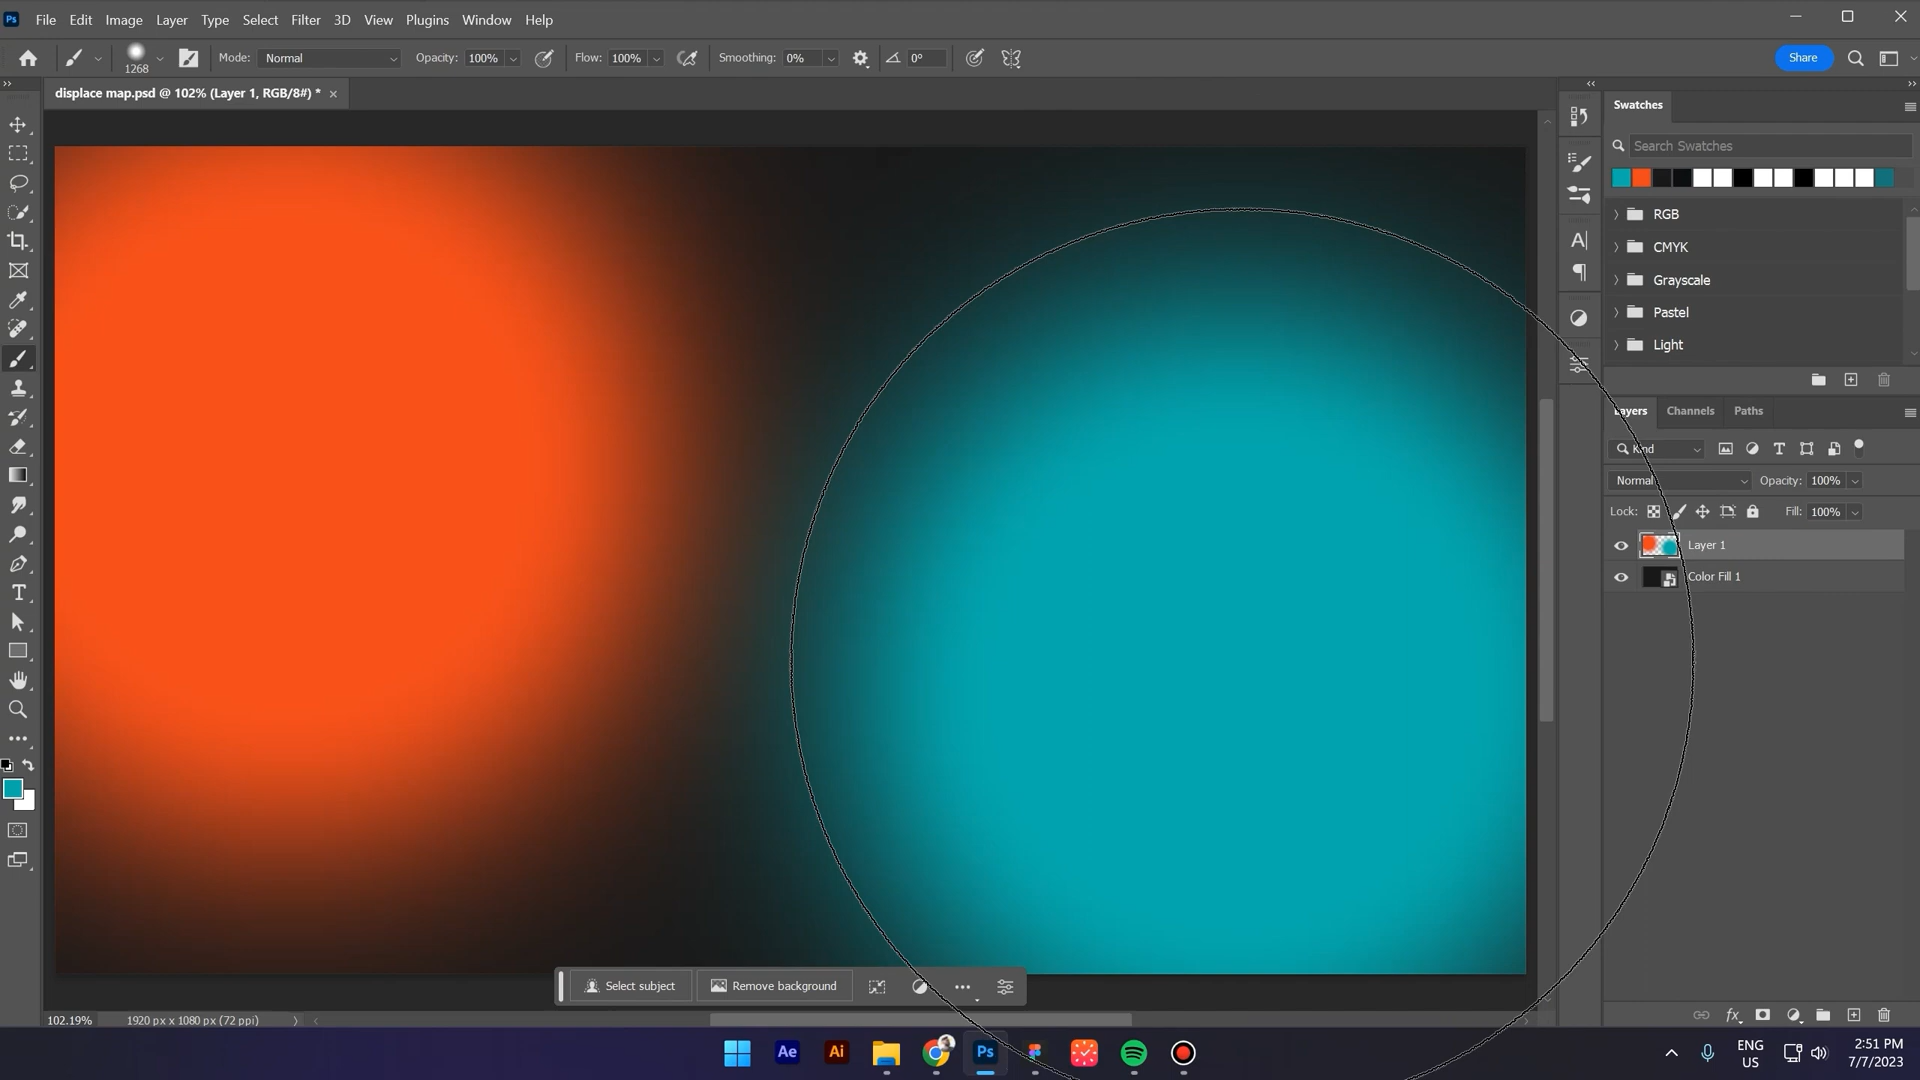 Ps File Edit Image Layer Type Select Filter 3D View Plugins Window Help
1268 Mode: Normal Opacity: 100% Flow: 100% Smoothing: 0% 0° Share
displace map.psd @ 102% (Layer 1, RGB/8#) *
Swatches
Search Swatches
RGB
CMYK
Grayscale
Pastel
Light
Layers Channels Paths
Kind
Normal Opacity: 100%
Lock: Fill: 100%
Layer 1
Color Fill 1
Select subject Remove background
102.19% 1920 px x 1080 px (72 ppi)
fx
Ae Ai Ps
ENG
US
2:51 PM
7/7/2023